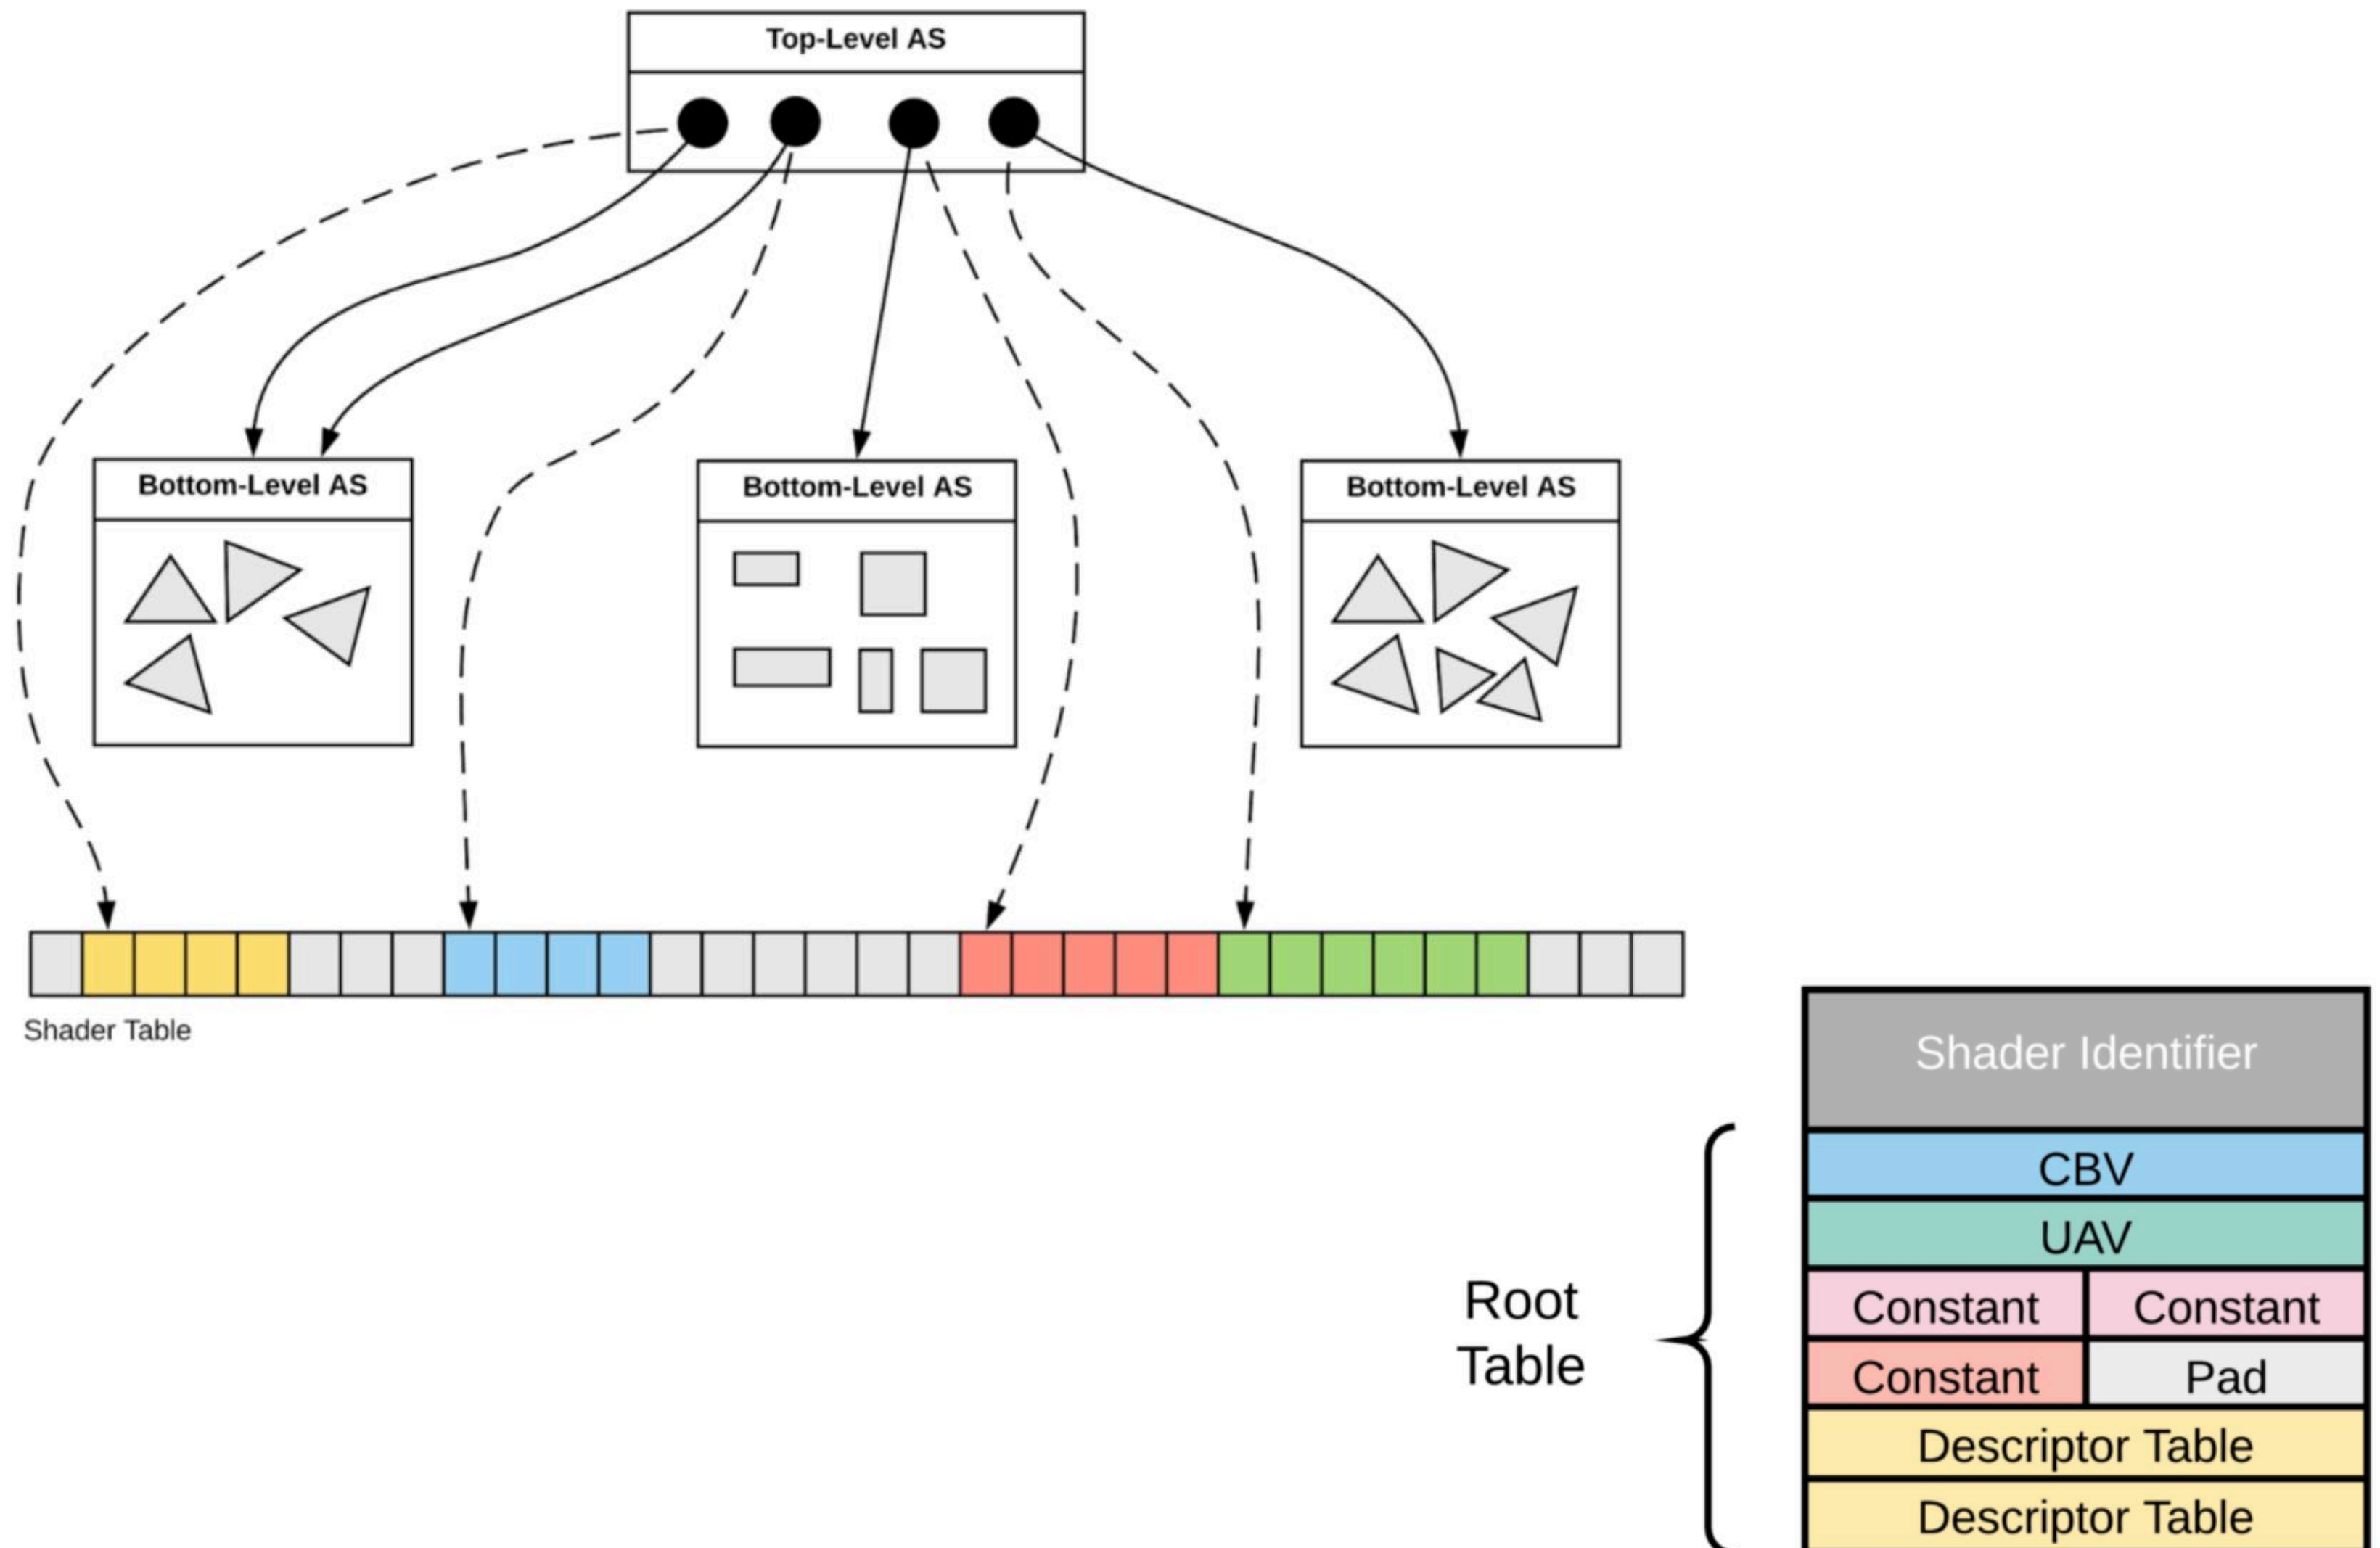 Top-Level AS
Bottom-Level AS
Bottom-Level AS
Bottom-Level AS
Shader Table
Shader Identifier
CBV
UAV
Root
Table
Constant
Constant
Constant
Pad
Descriptor Table
Descriptor Table